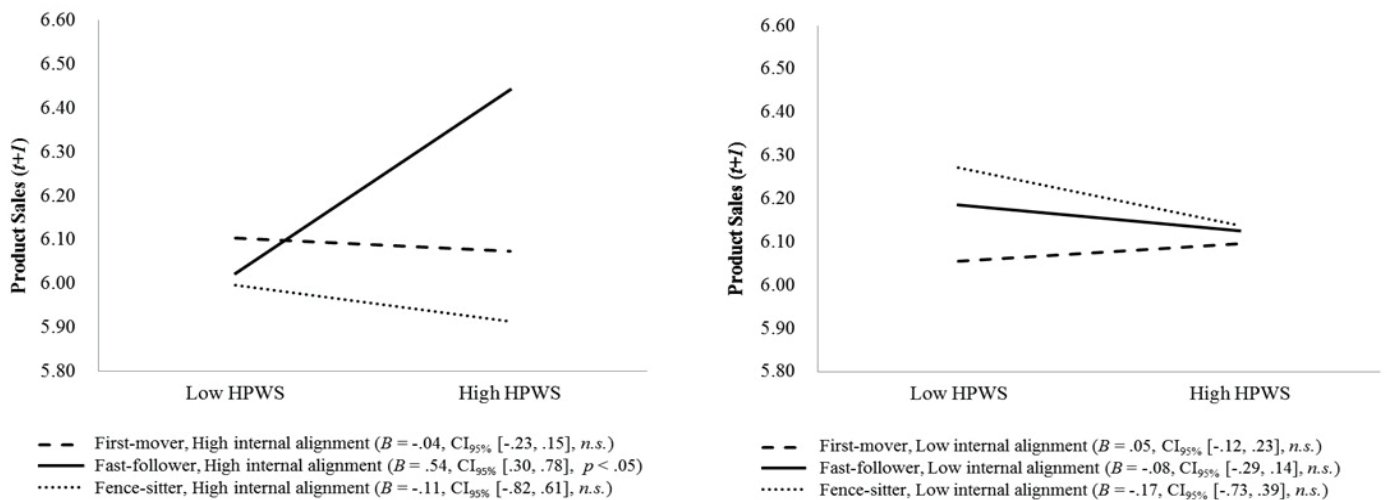 6.60
6.50
6.40
6.30
6.20
6.10
6.00
5.90
5.80
Product Sales (t+1)
Low HPWS High HPWS
First-mover, High internal alignment (B = -.04, CI95% [-.23, .15], n.s.)
Fast-follower, High internal alignment (B = .54, CI95% [.30, .78], p < .05)
Fence-sitter, High internal alignment (B = -.11, CI95% [-.82, .61], n.s.)
6.60
6.50
6.40
6.30
6.20
6.10
6.00
5.90
5.80
Product Sales (t+1)
Low HPWS High HPWS
First-mover, Low internal alignment (B = .05, CI95% [-.12, .23], n.s.)
Fast-follower, Low internal alignment (B = -.08, CI95% [-.29, .14], n.s.)
Fence-sitter, Low internal alignment (B = -.17, CI95% [-.73, .39], n.s.)